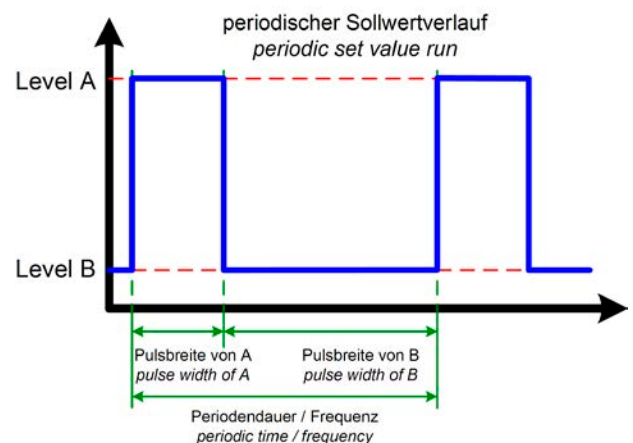 periodischer Sollwertverlauf
periodic set value run
Level A
Level B
Pulsbreite von A
pulse width of A
Pulsbreite von B
pulse width of B
Periodendauer / Frequenz
periodic time / frequency